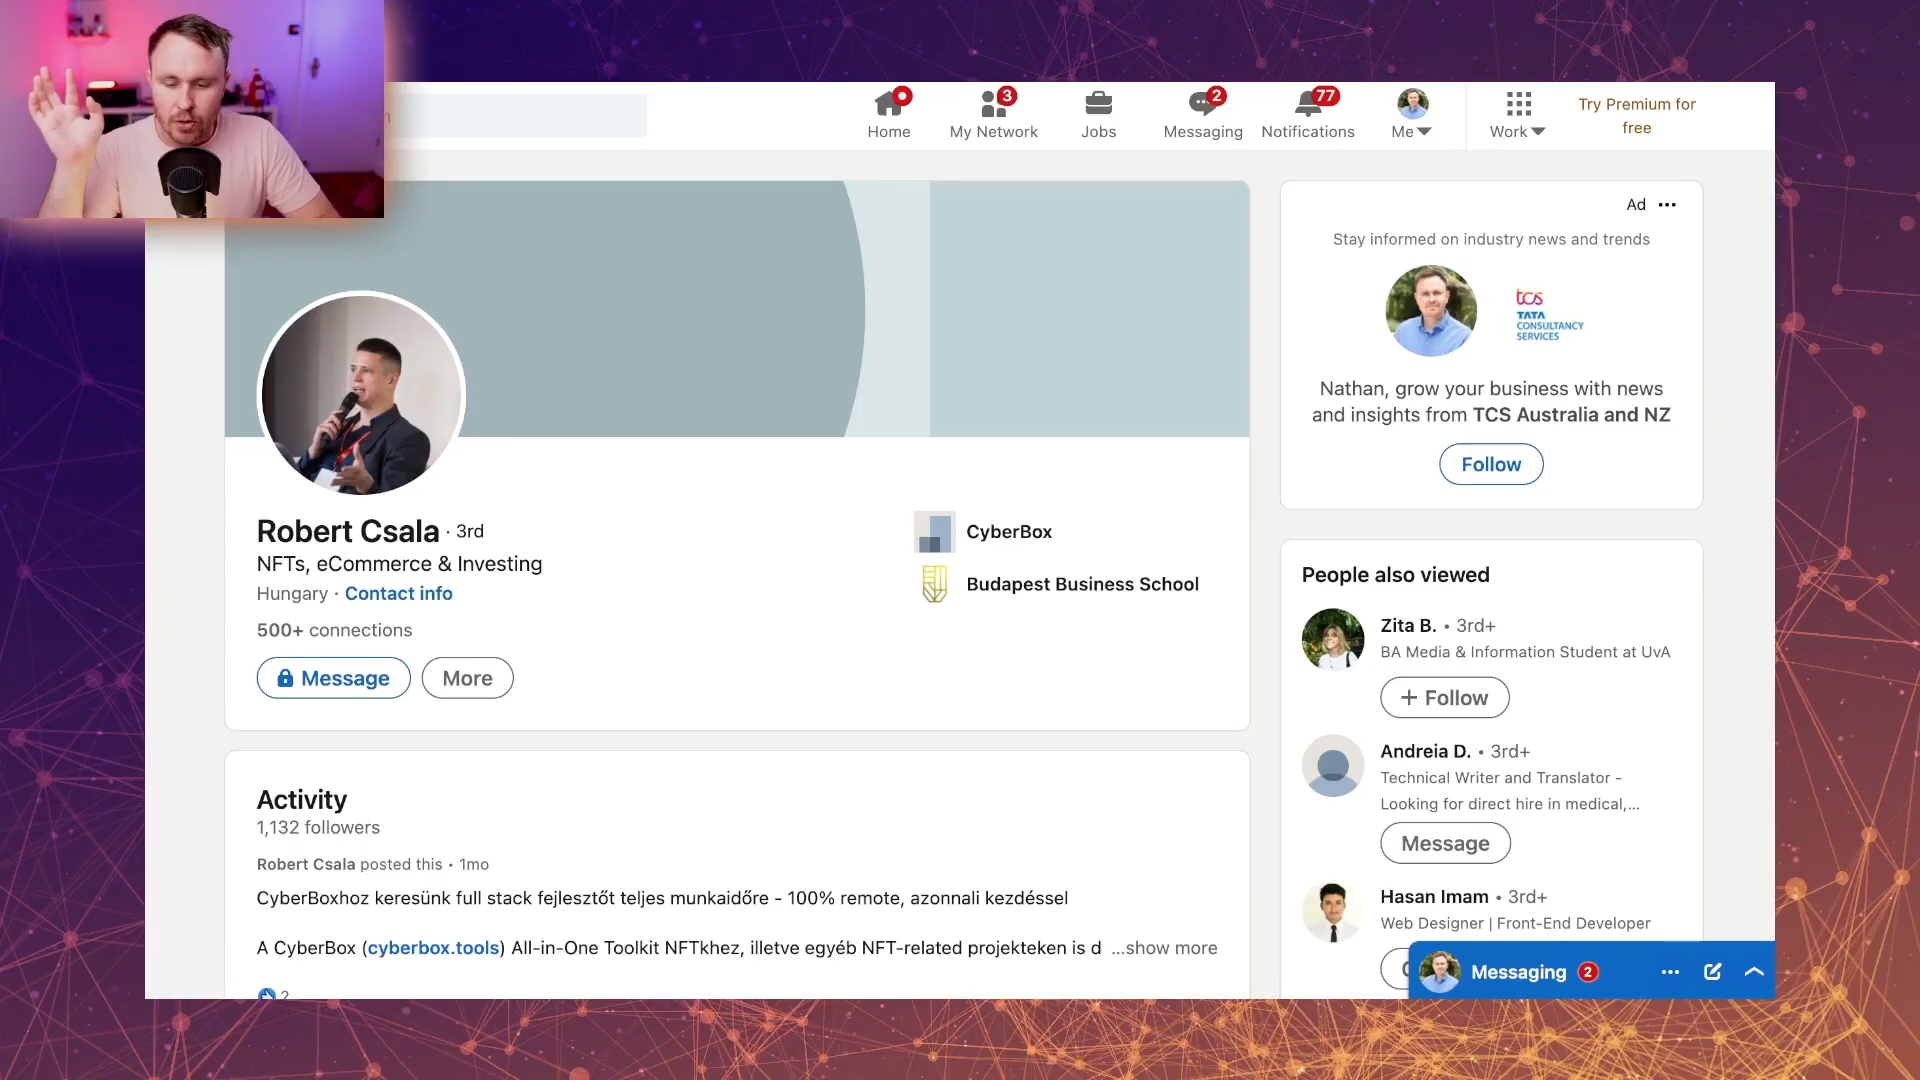 3
2
77
Home
My Network
Jobs
Messaging
Notifications
Me
Work
Try Premium for
free
Robert Csala · 3rd
NFTs, eCommerce & Investing
Hungary · Contact info
500+ connections
Message
More
CyberBox
Budapest Business School
Activity
1,132 followers
Robert Csala posted this • 1mo
CyberBoxhoz keresünk full stack fejlesztőt teljes munkaidőre - 100% remote, azonnali kezdéssel
A CyberBox (cyberbox.tools) All-in-One Toolkit NFTkhez, illetve egyéb NFT-related projekteken is d ...show more
2
Ad
Stay informed on industry news and trends
tcs
TATA
CONSULTANCY
SERVICES
Nathan, grow your business with news
and insights from TCS Australia and NZ
Follow
People also viewed
Zita B. • 3rd+
BA Media & Information Student at UvA
+ Follow
Andreia D. • 3rd+
Technical Writer and Translator -
Looking for direct hire in medical,...
Message
Hasan Imam • 3rd+
Web Designer | Front-End Developer
Messaging 2